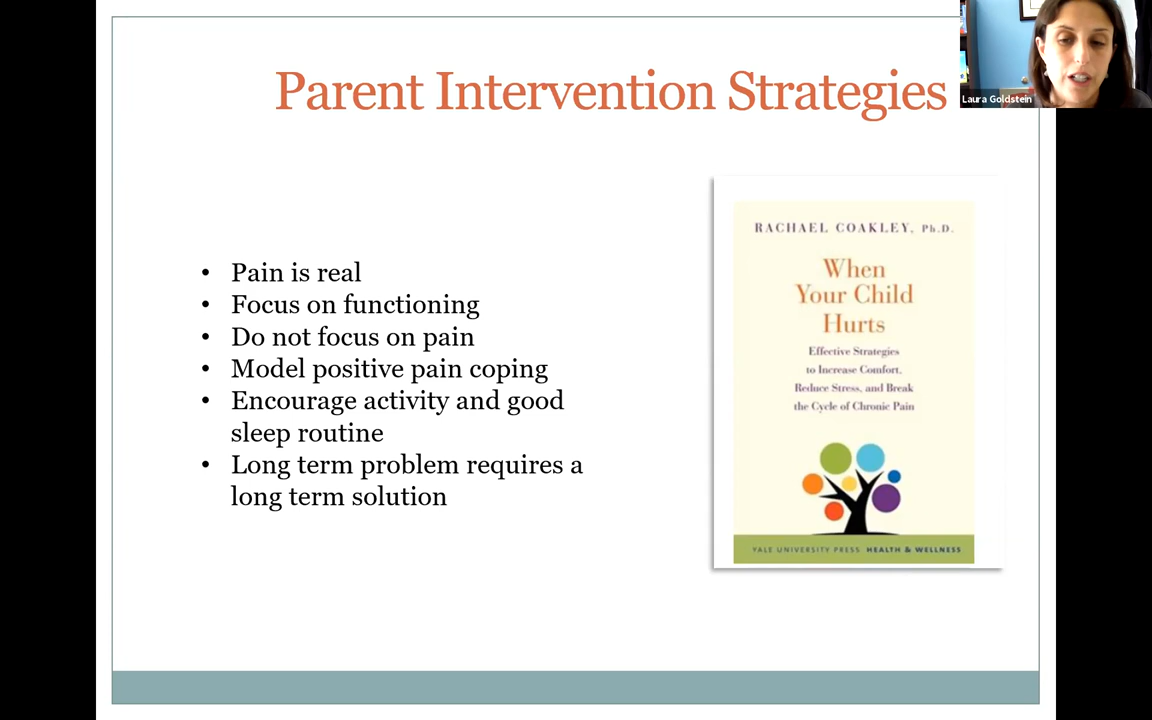 Parent Intervention Strategies
Laura Goldstein
• Pain is real
• Focus on functioning
• Do not focus on pain
• Model positive pain coping
• Encourage activity and good
sleep routine
• Long term problem requires a
long term solution
RACHAEL COAKLEY, Ph.D.
When
Your Child
Hurts
Effective Strategies
to Increase Comfort,
Reduce Stress, and Break
the Cycle of Chronic Pain
YALE UNIVERSITY PRESS HEALTH & WELLNESS